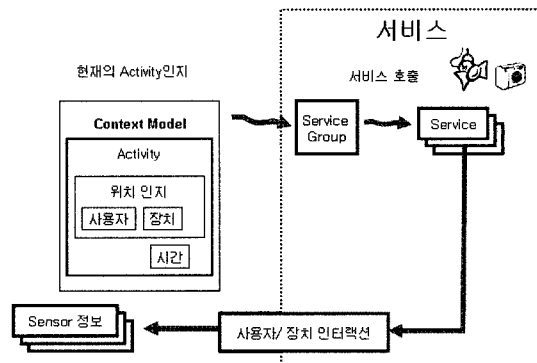 서비스
현재의 Activity인지
서비스 호출
Context Model
Activity
위치 인지
사용자
장치
시간
Service
Group
Service
Sensor 정보
사용자/ 장치 인터랙션